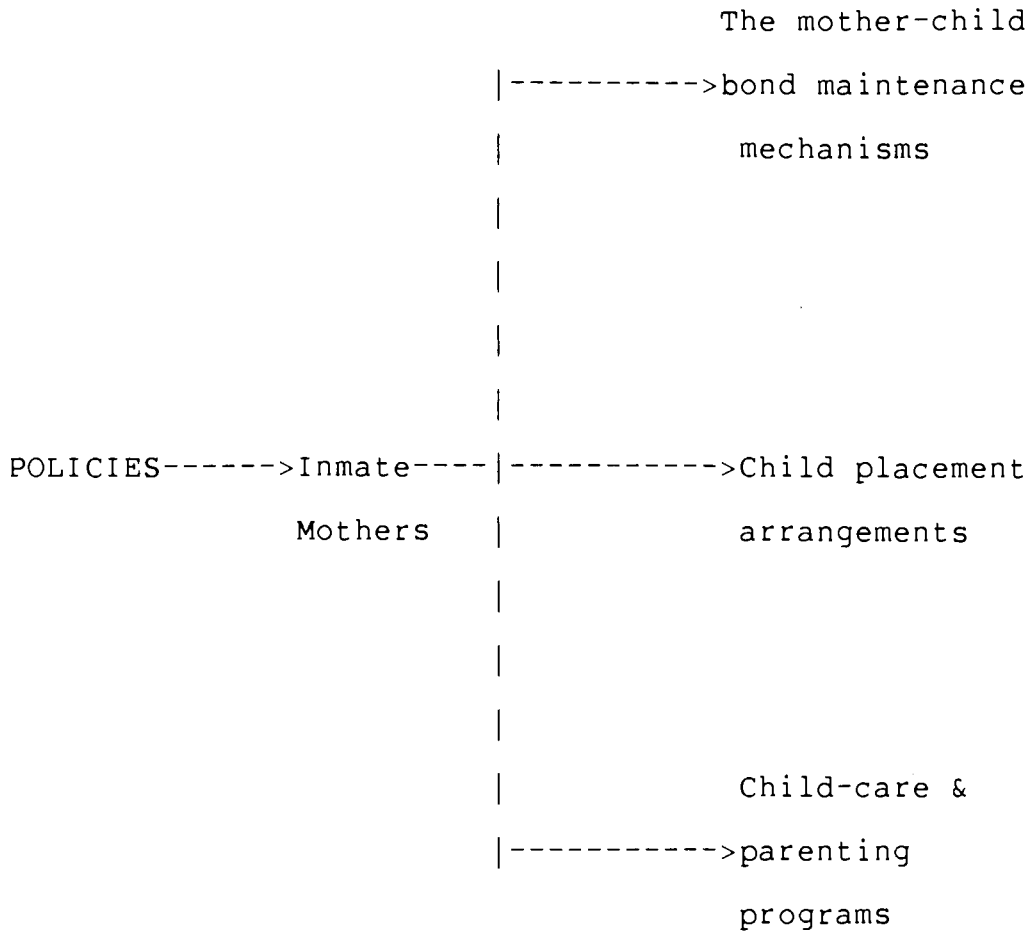 The mother-child
|---------->bond maintenance
mechanisms
POLICIES------>Inmate----|----------->Child placement
Mothers | arrangements
Child-care &
|----------->parenting
programs